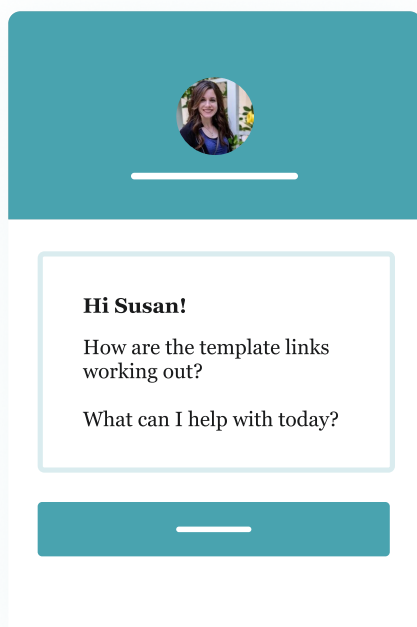 Hi Susan!
How are the template links
working out?
What can I help with today?